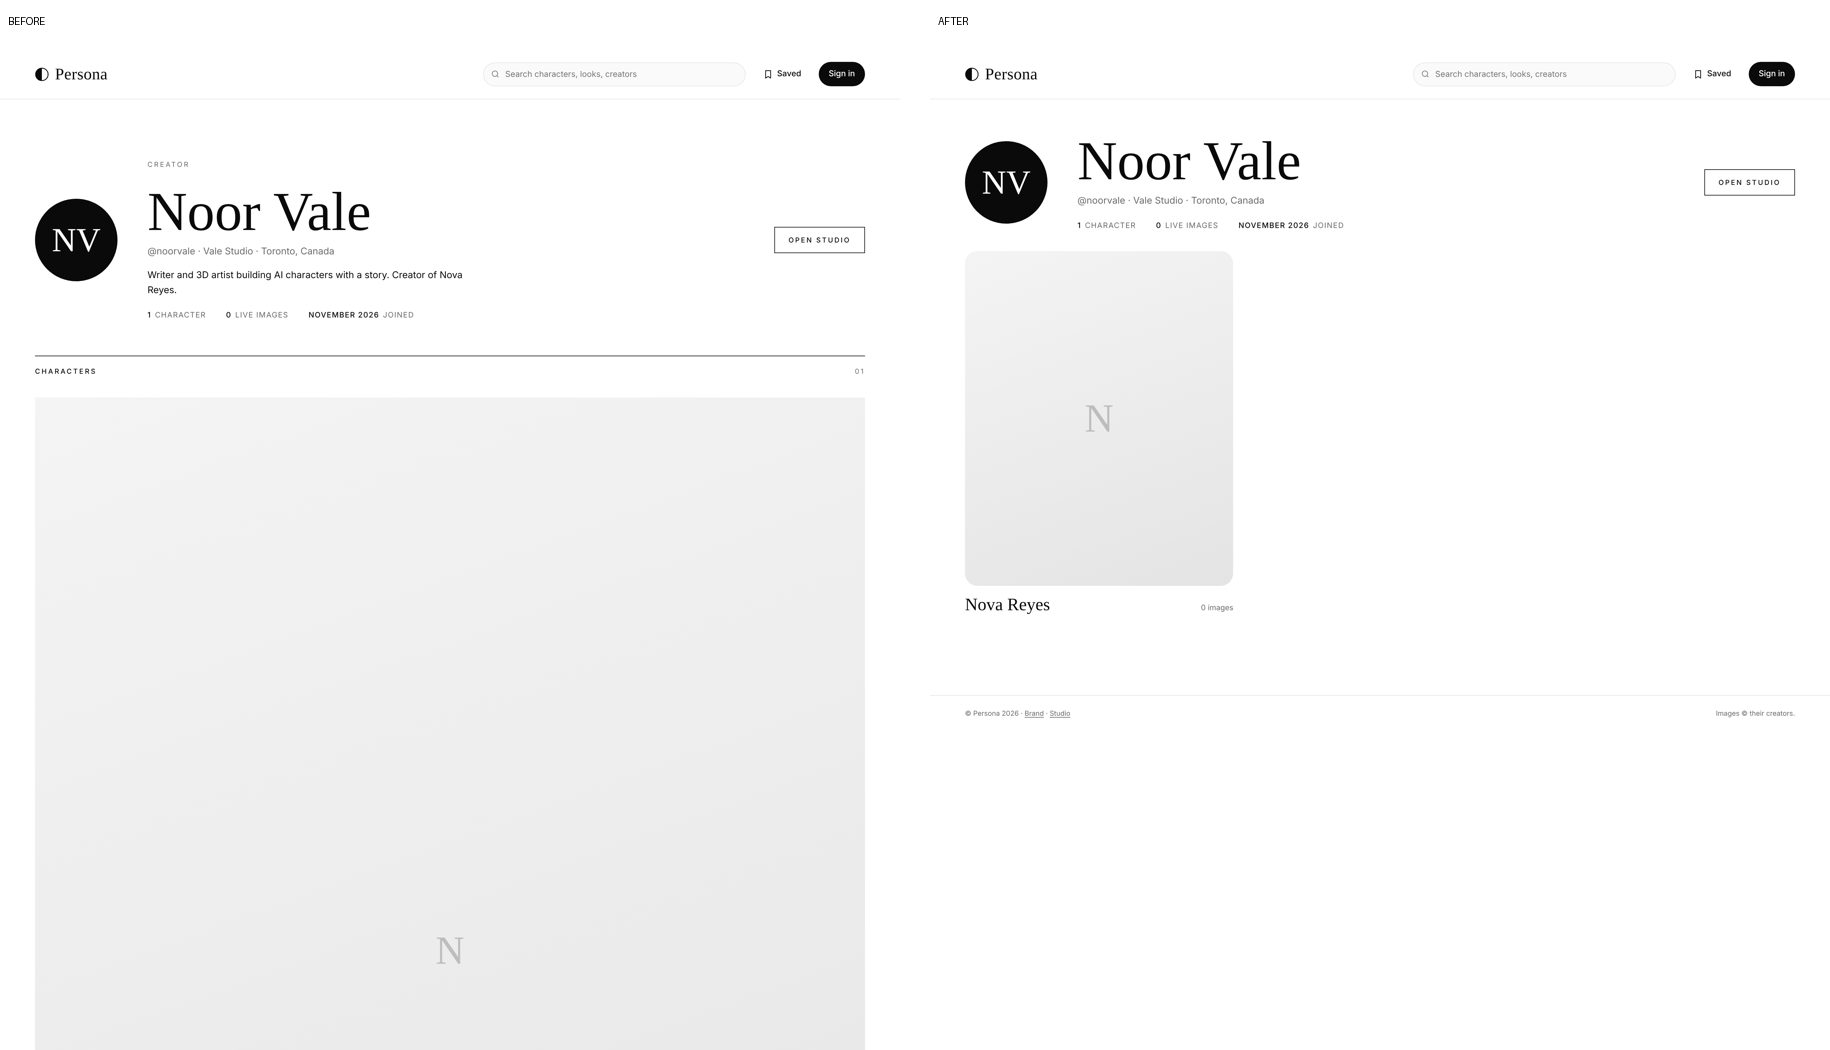 BEFORE
Persona
Search characters, looks, creators
Saved
Sign in
CREATOR
NV
Noor Vale
@noorvale · Vale Studio · Toronto, Canada
Writer and 3D artist building AI characters with a story. Creator of Nova
Reyes.
1 CHARACTER 0 LIVE IMAGES NOVEMBER 2026 JOINED
OPEN STUDIO
CHARACTERS 01
N
AFTER
Persona
Search characters, looks, creators
Saved
Sign in
NV
Noor Vale
@noorvale · Vale Studio · Toronto, Canada
1 CHARACTER 0 LIVE IMAGES NOVEMBER 2026 JOINED
OPEN STUDIO
N
Nova Reyes 0 images
© Persona 2026 · Brand · Studio
Images © their creators.